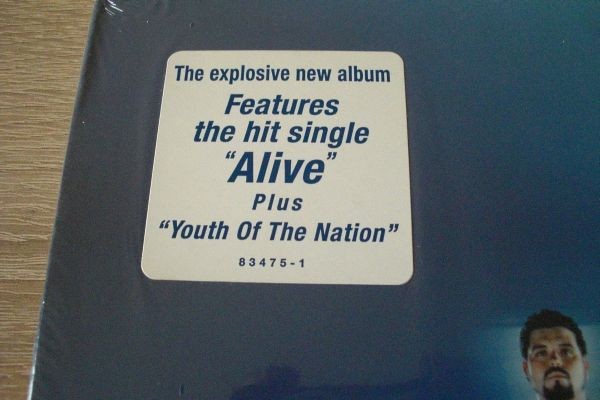 The explosive new album
Features
the hit single
"Alive"
Plus
"Youth Of The Nation"
83475-1